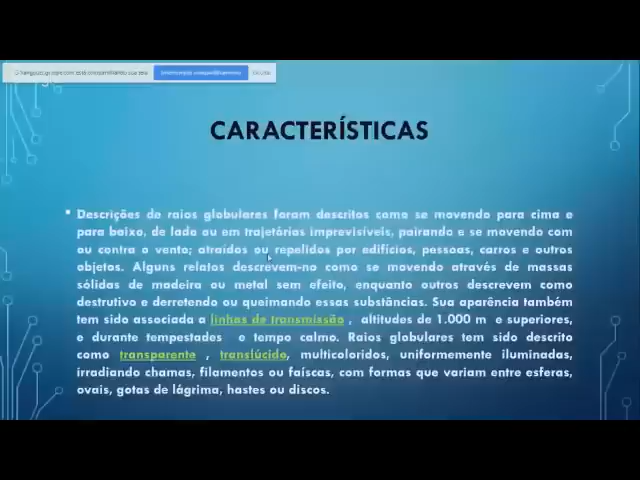 CARACTERÍSTICAS
Descrições de raios globulares foram descritos como se movendo para cima e
para baixo, de lado ou em trajetórias imprevisíveis, pairando e se movendo com
ou contra o vento; atraídos ou repelidos por edifícios, pessoas, carros e outros
objetos. Alguns relatos descrevem-no como se movendo através de massas
sólidas de madeira ou metal sem efeito, enquanto outros descrevem como
destrutivo e derretendo ou queimando essas substâncias. Sua aparência também
tem sido associada a linhas de transmissão , altitudes de 1.000 m e superiores,
e durante tempestades e tempo calmo. Raios globulares tem sido descrito
como transparente , translúcido, multicoloridos, uniformemente iluminadas,
irradiando chamas, filamentos ou faíscas, com formas que variam entre esferas,
ovais, gotas de lágrima, hastes ou discos.